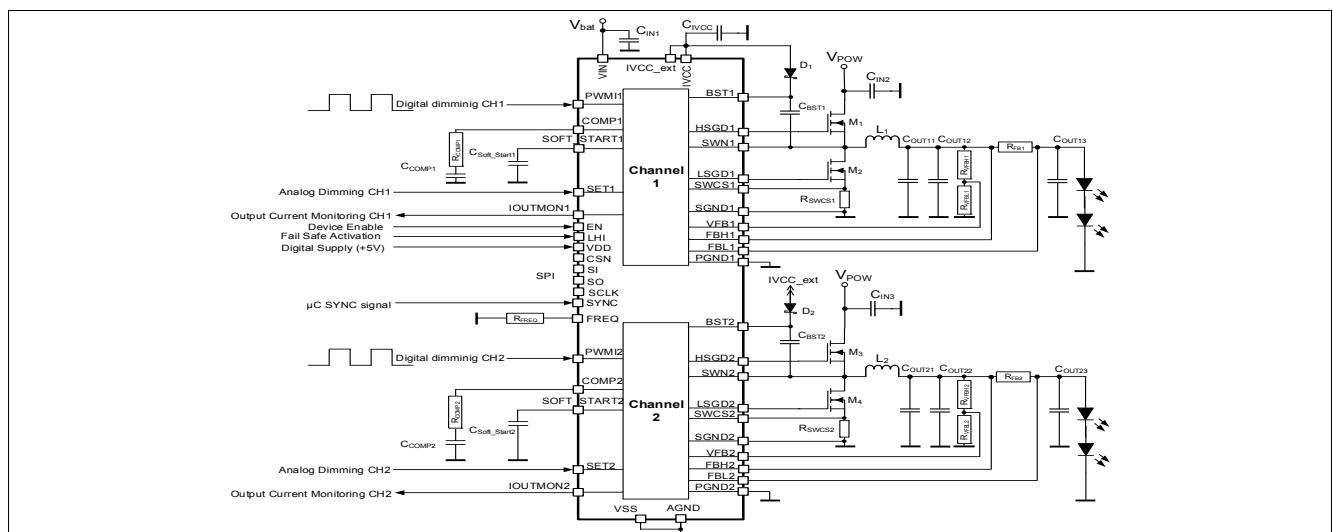 Vbat
CIN1
CIVCC
VIN
IVCC_ext
IVCC
D1
VPOW
CIN2
Digital dimminig CH1
PWMI1
BST1
CBST1
COMP1
HSGD1
M1
L1
SOFT_START1
SWN1
COUT11
COUT12
RFB1
COUT13
RCOMP1
CCOMP1
CSoft_Start1
Channel
1
LSGD1
M2
RVFBH1
RVFBL1
SWCS1
RSWCS1
Analog Dimming CH1
SET1
SGND1
Output Current Monitoring CH1
IOUTMON1
VFB1
Device Enable
EN
FBH1
Fail Safe Activation
LHI
FBL1
Digital Supply (+5V)
VDD
PGND1
CSN
SI
SPI
SO
SCLK
µC SYNC signal
SYNC
RFREQ
FREQ
IVCC_ext
D2
VPOW
CIN3
BST2
CBST2
Digital dimminig CH2
PWMI2
HSGD2
M3
L2
COMP2
SWN2
COUT21
COUT22
RFB2
COUT23
SOFT_START2
RCOMP2
CCOMP2
CSoft_Start2
Channel
2
LSGD2
M4
RVFBH2
RVFBL2
SWCS2
RSWCS2
SGND2
VFB2
Analog Dimming CH2
SET2
FBH2
FBL2
Output Current Monitoring CH2
IOUTMON2
PGND2
VSS
AGND